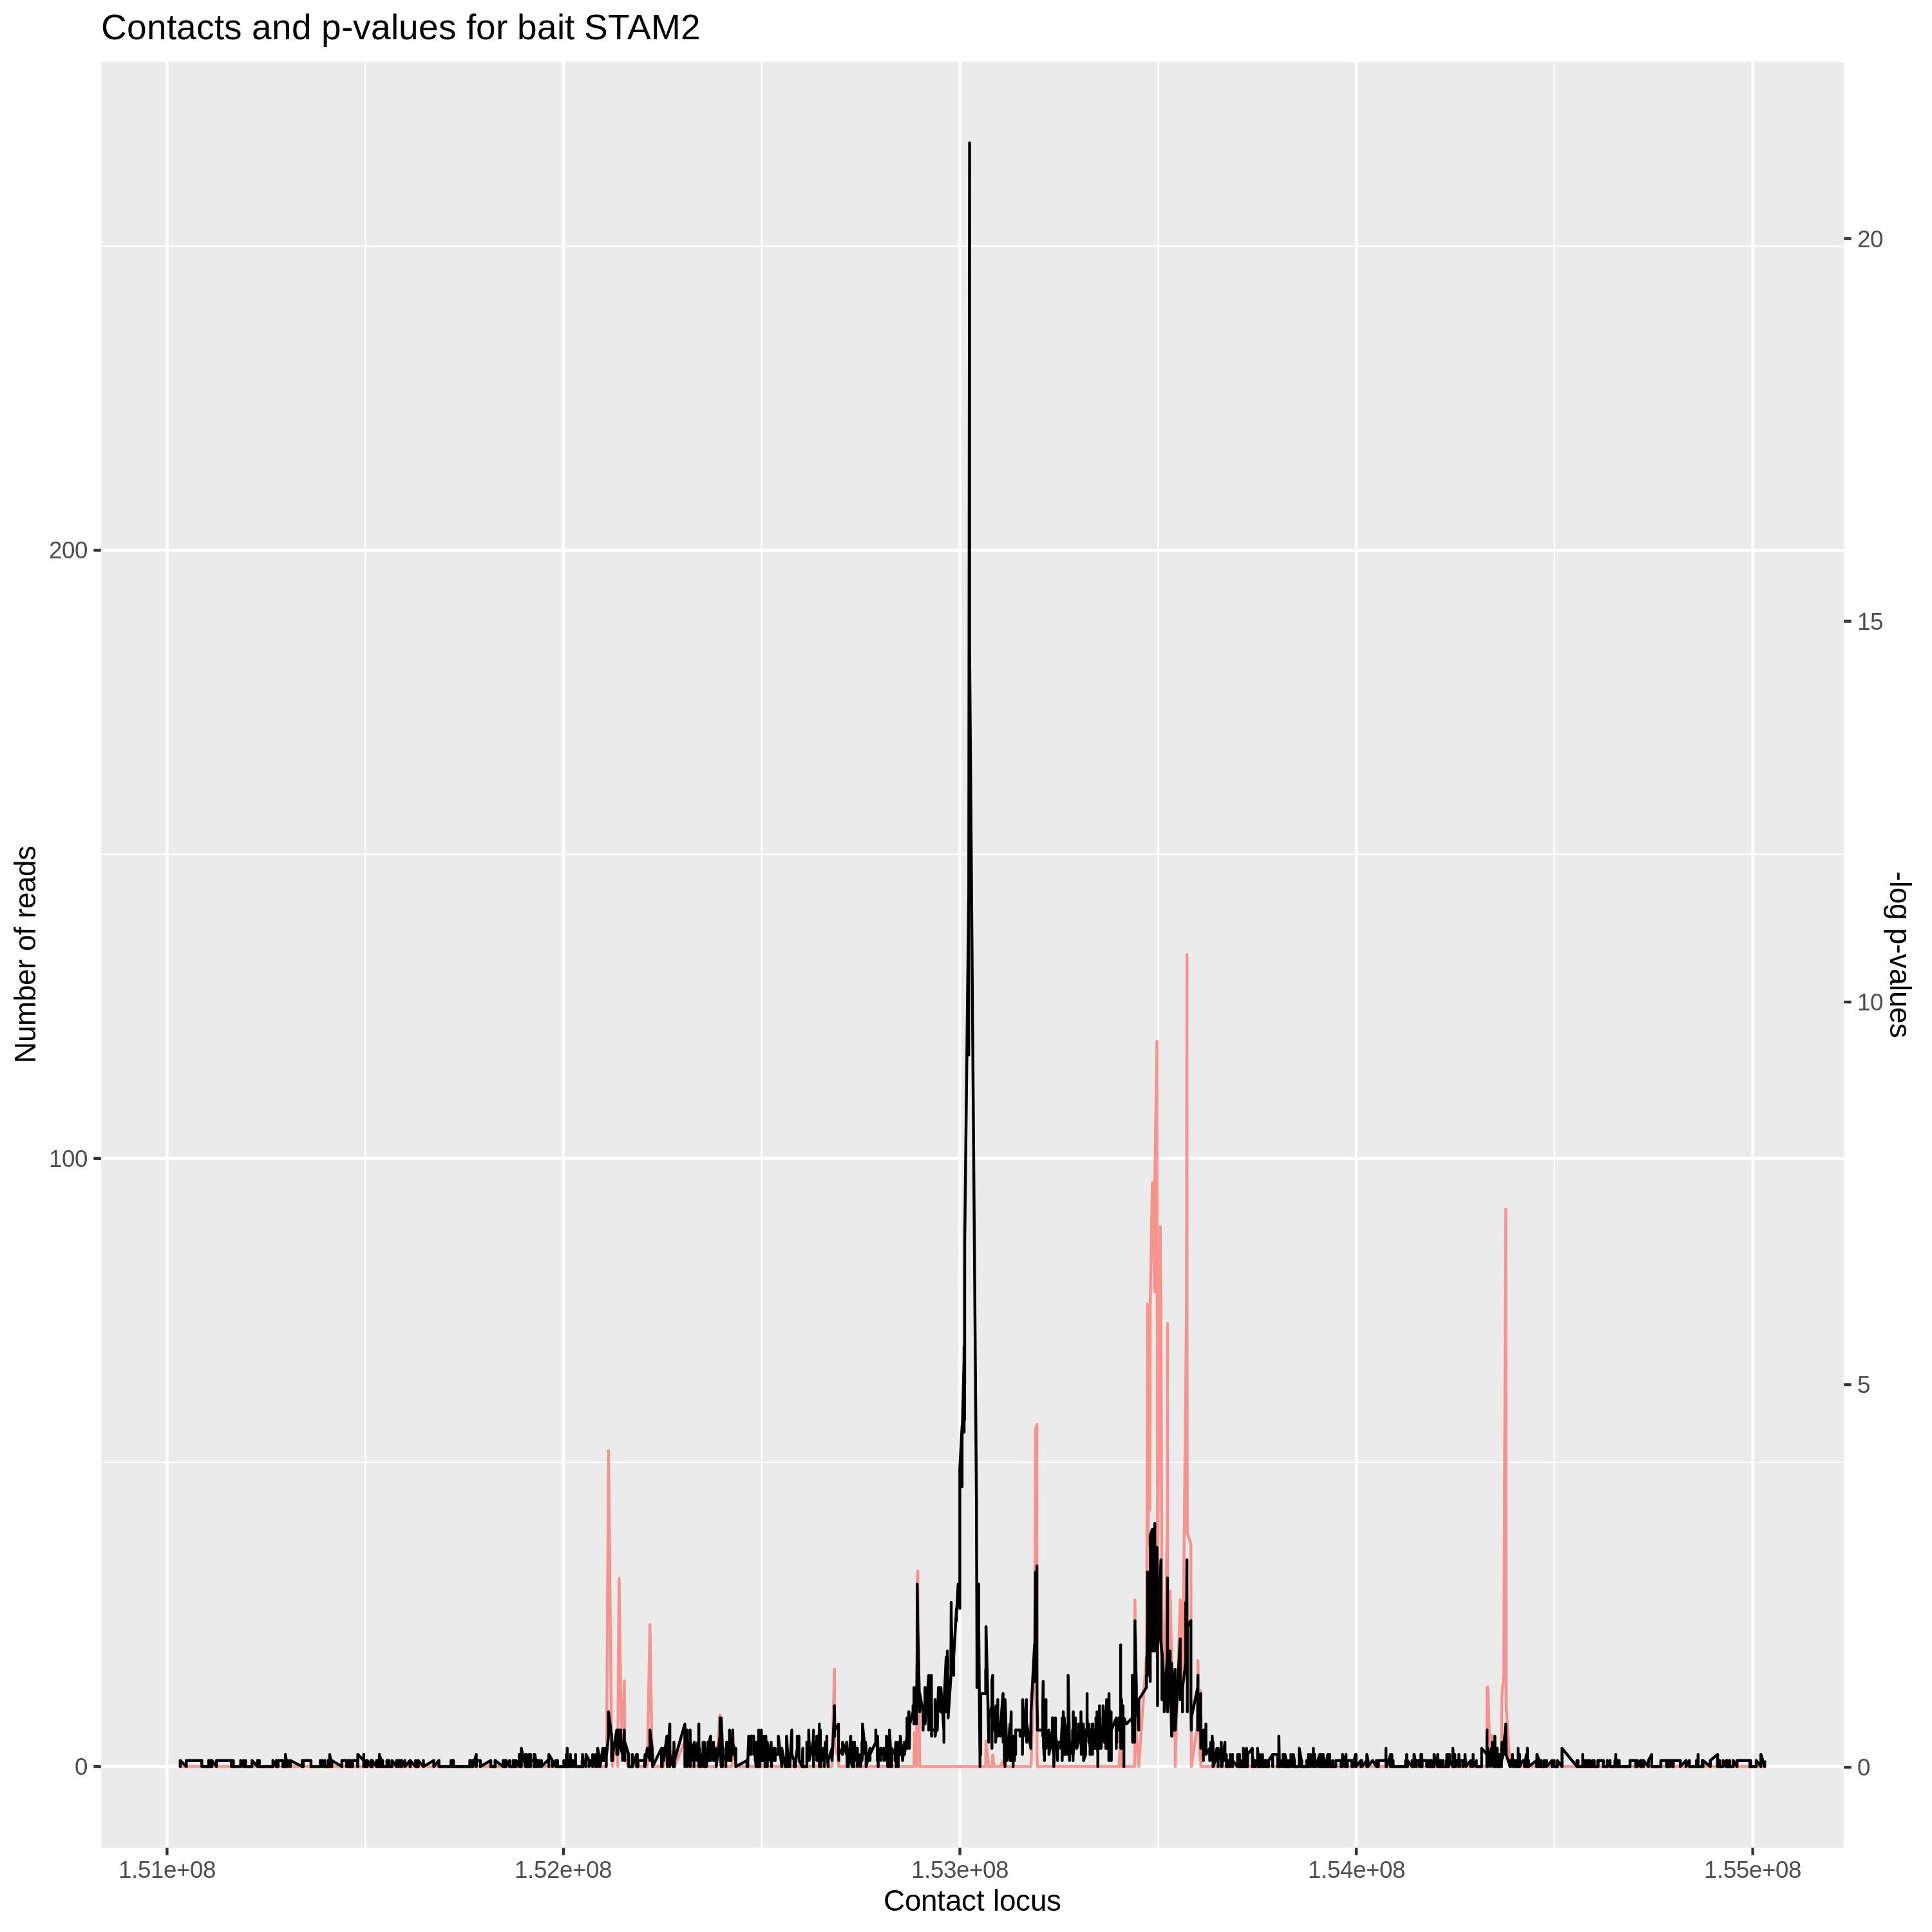 Contacts and p-values for bait STAM2
Number of reads
200
100
0
20
15
10
5
0
-log p-values
1.51e+08 1.52e+08 1.53e+08 1.54e+08 1.55e+08
Contact locus